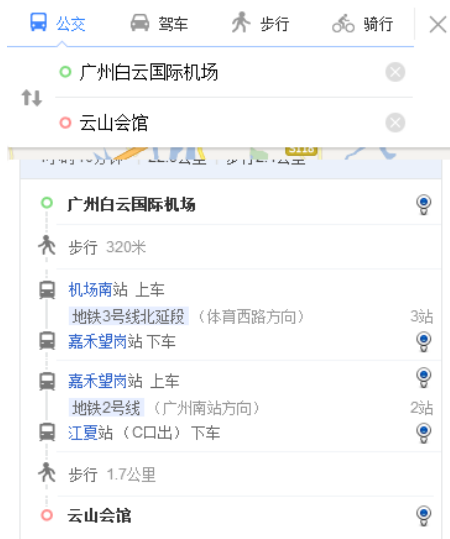 公交 驾车 步行 骑行
广州白云国际机场
云山会馆
S116
广州白云国际机场
步行 320米
机场南站 上车
地铁3号线北延段 （体育西路方向） 3站
嘉禾望岗站下车
嘉禾望岗站 上车
地铁2号线 （广州南站方向） 2站
江夏站（C口出）下车
步行 1.7公里
云山会馆